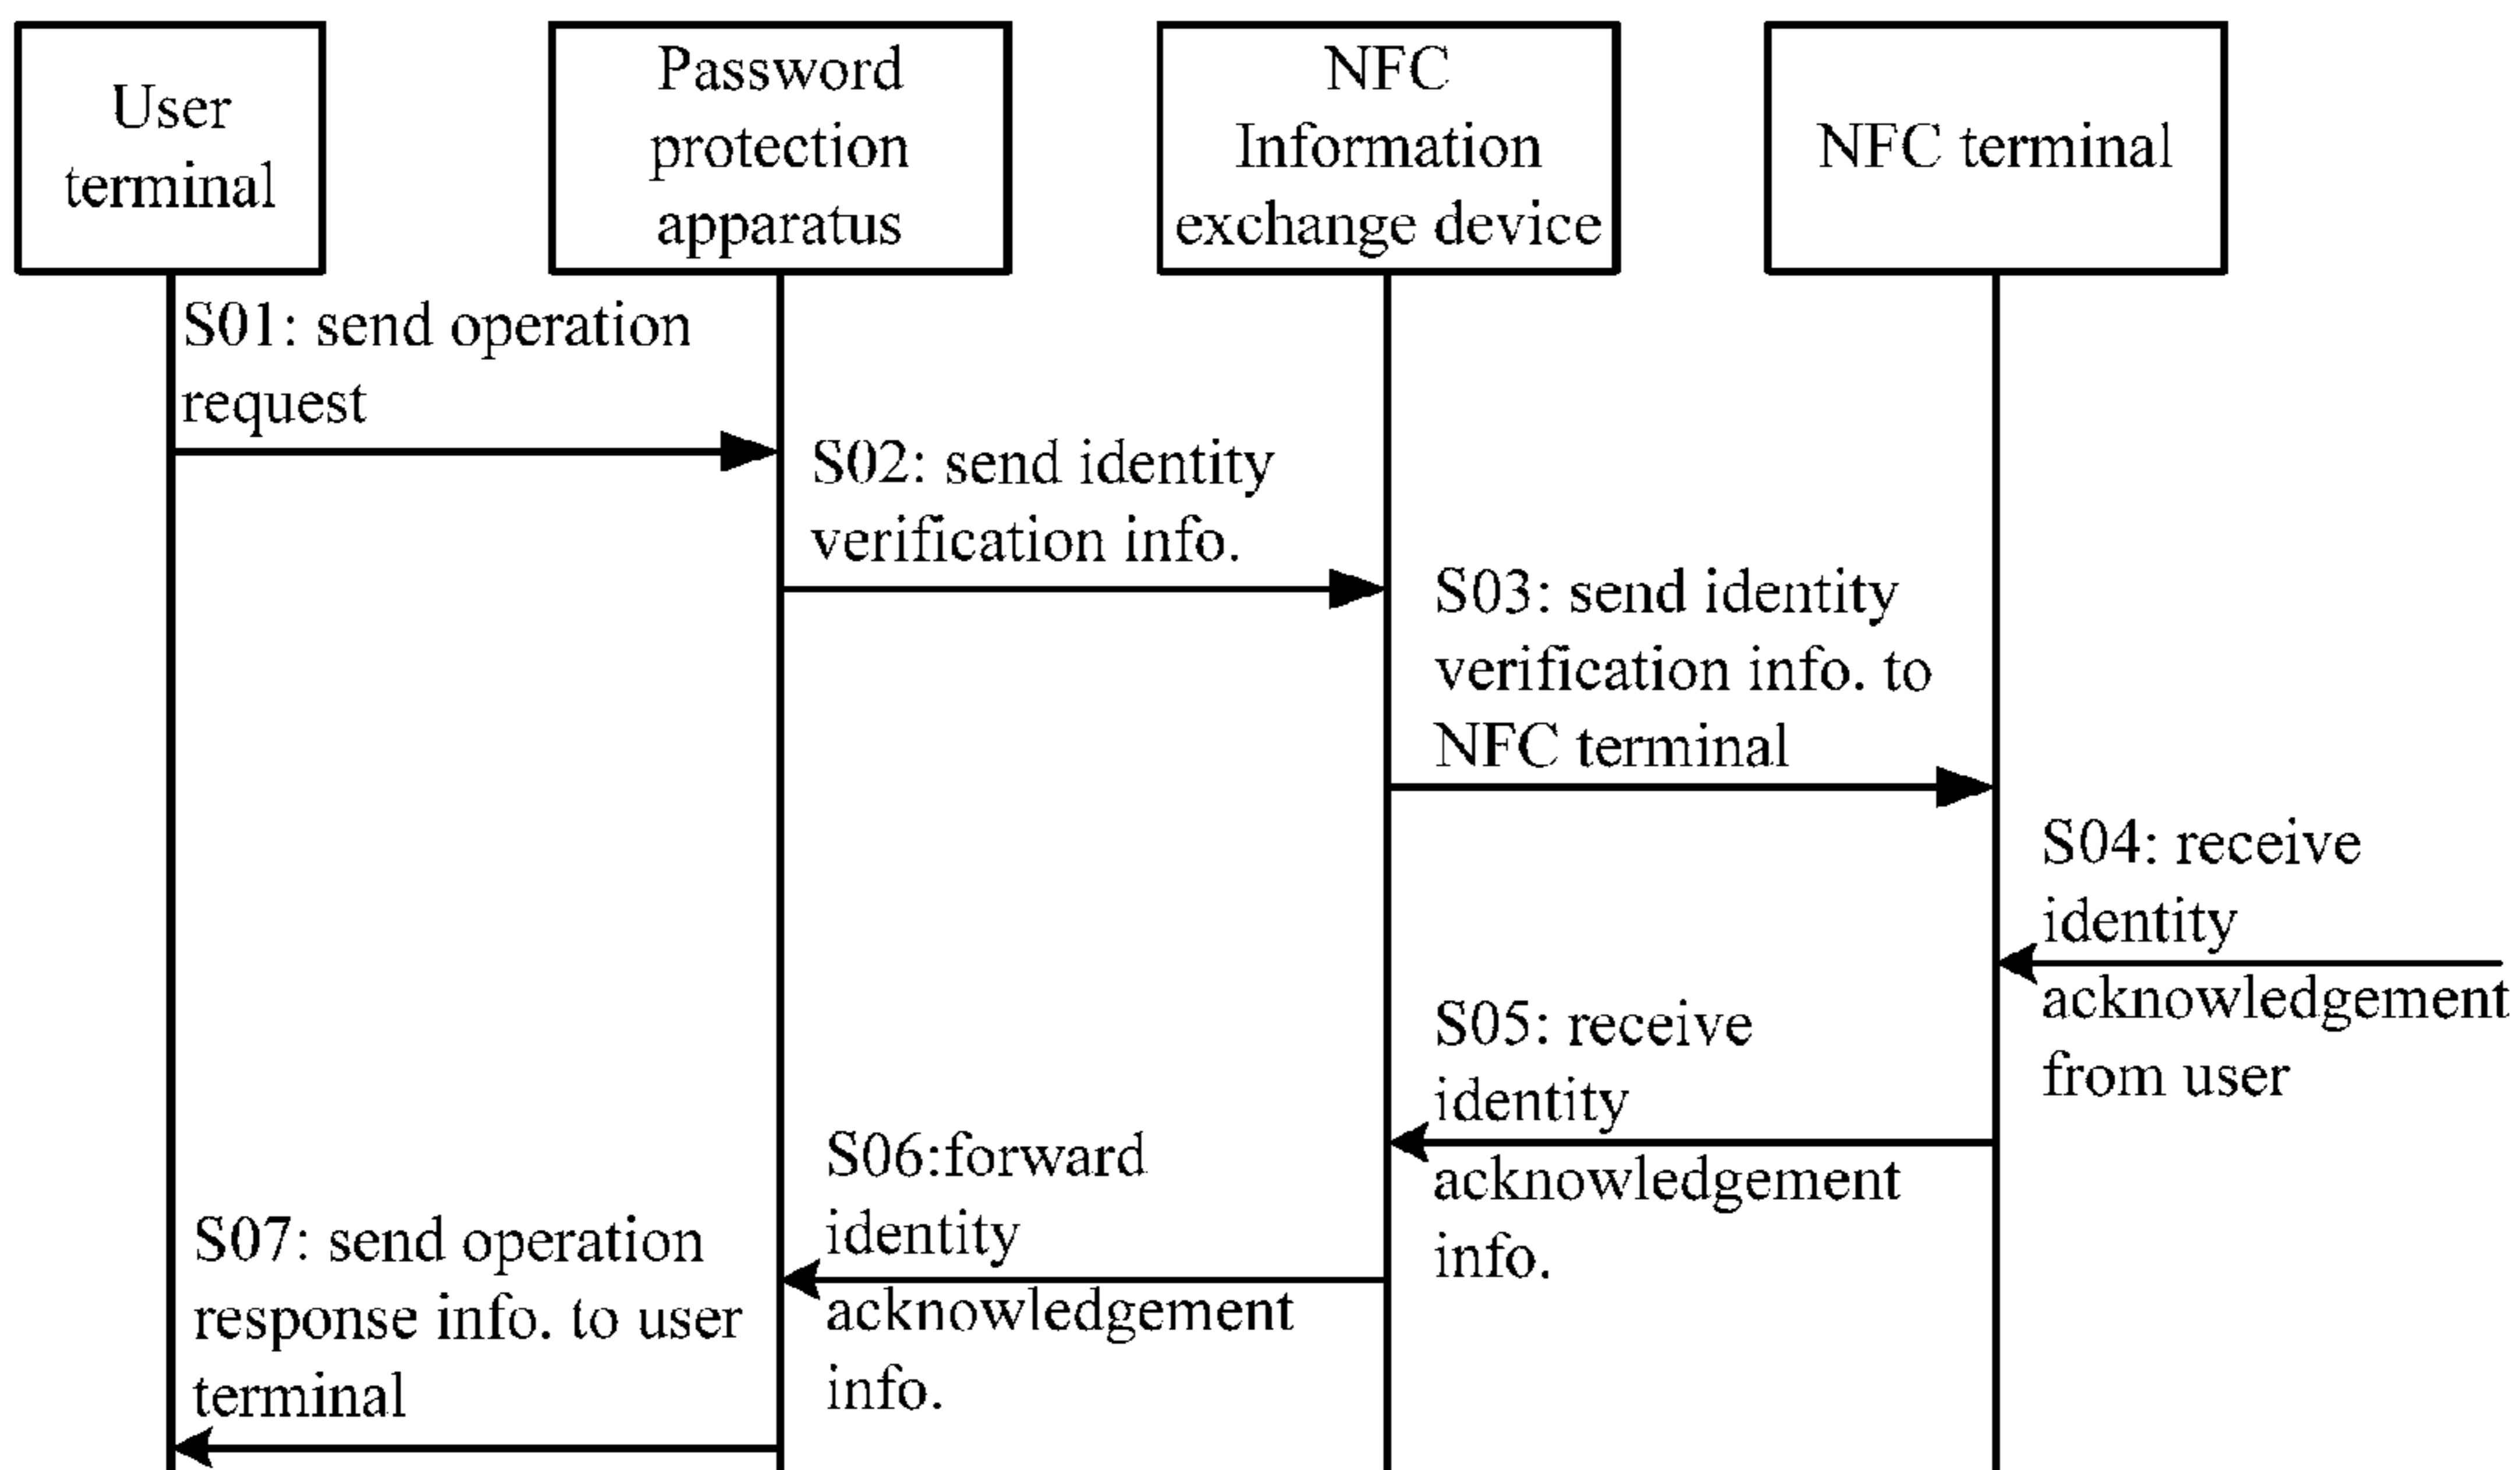 User
terminal
Password
protection
apparatus
NFC
Information
exchange device
NFC terminal
S01: send operation
request
S02: send identity
verification info.
S03: send identity
verification info. to
NFC terminal
S04: receive
identity
acknowledgement
from user
S05: receive
identity
acknowledgement
info.
S06:forward
identity
acknowledgement
info.
S07: send operation
response info. to user
terminal